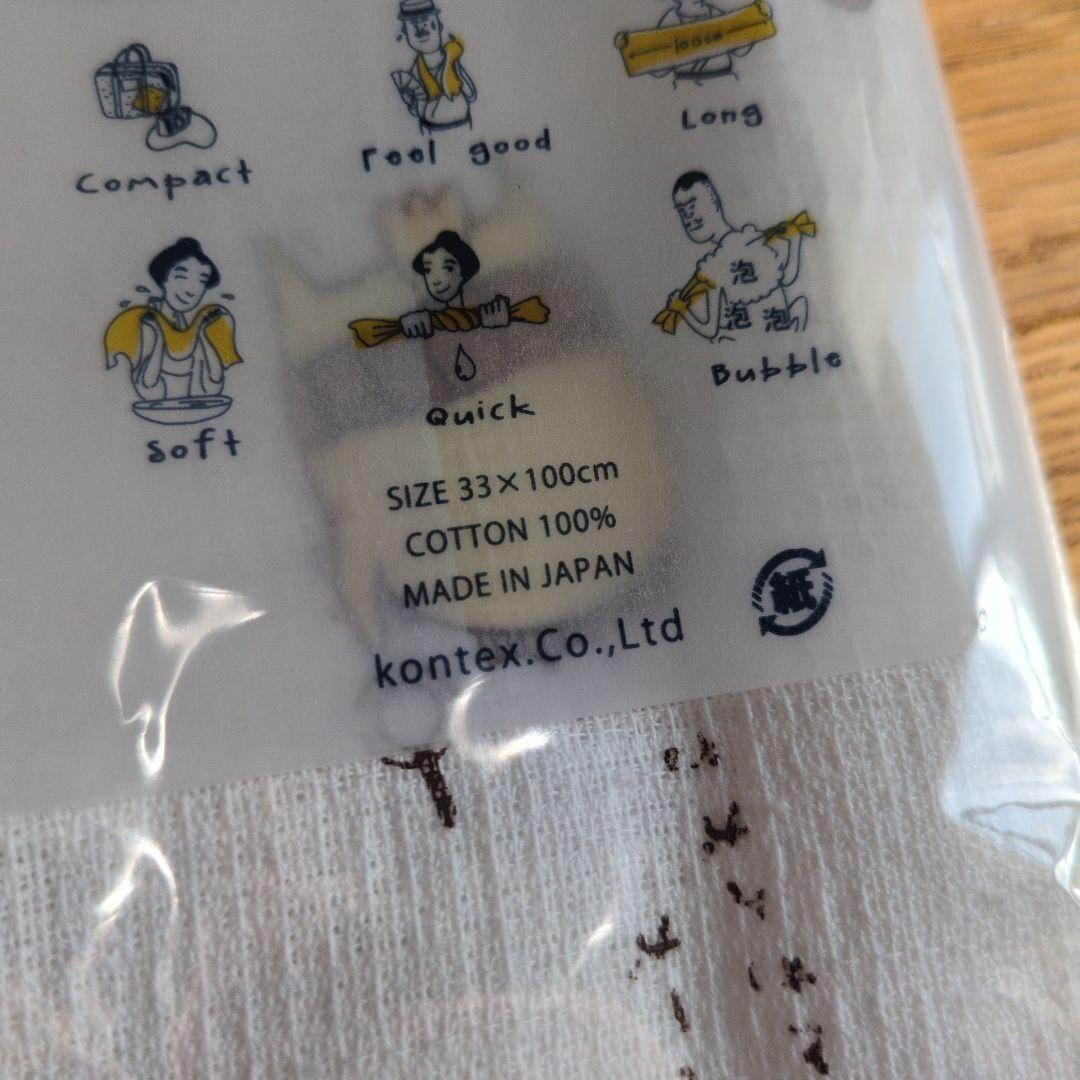 100cm
Compact
Feel good
Long
泡
泡 泡
Soft
Quick
Bubble
SIZE 33×100cm
COTTON 100%
MADE IN JAPAN
紙
kontex.Co.,Ltd